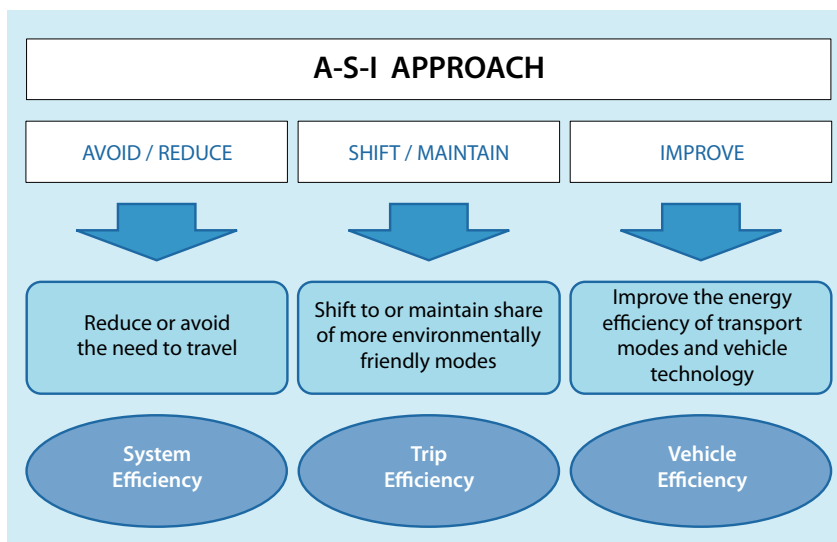 A-S-I APPROACH
AVOID / REDUCE
SHIFT / MAINTAIN
IMPROVE
Reduce or avoid
the need to travel
Shift to or maintain share
of more environmentally
friendly modes
Improve the energy
efficiency of transport
modes and vehicle
technology
System
Efficiency
Trip
Efficiency
Vehicle
Efficiency